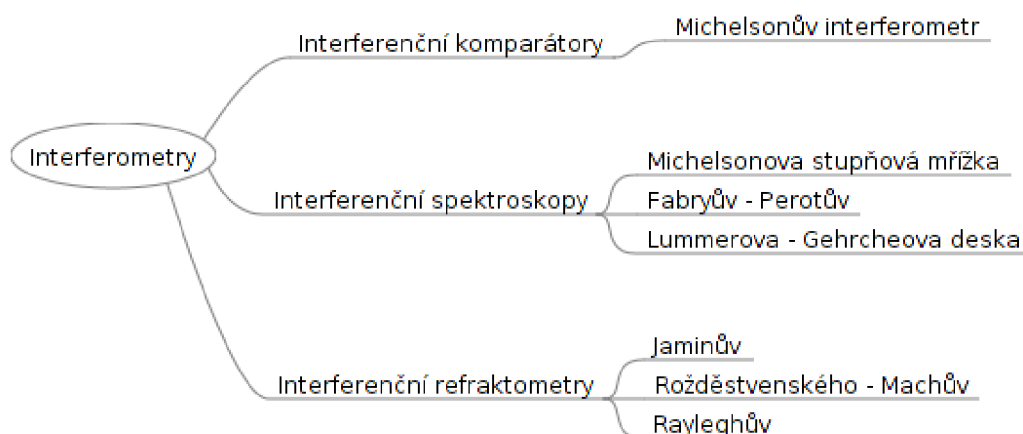 Interferometry
Interferenční komparátory
Michelsonův interferometr
Interferenční spektroskopy
Michelsonova stupňová mřížka
Fabryův - Perotův
Lummerova - Gehrcheova deska
Interferenční refraktometry
Jaminův
Rožděstvenského - Machův
Rayleghův